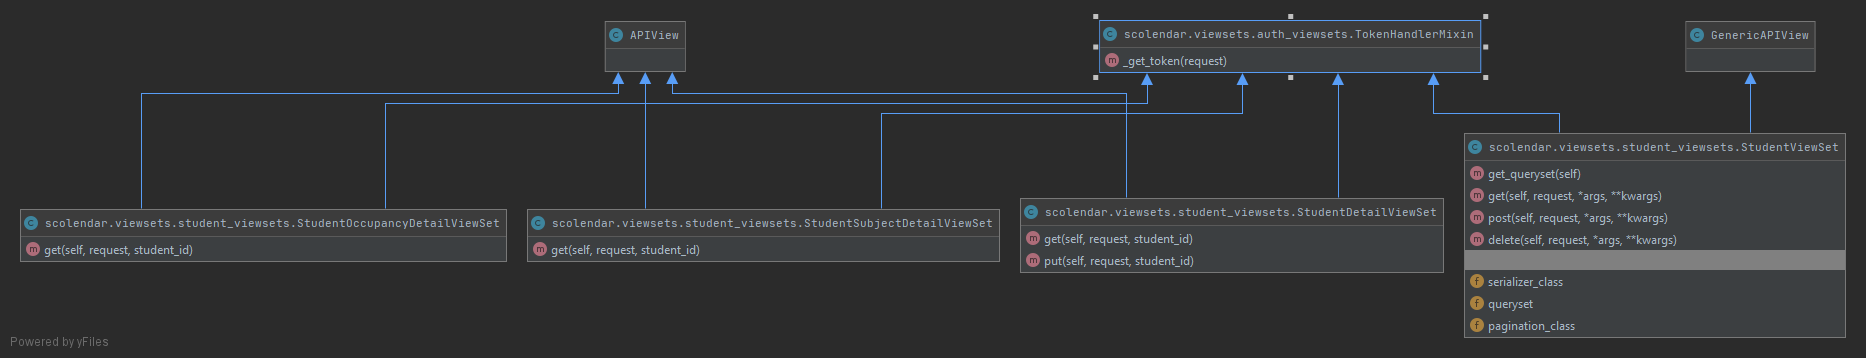 APIView
scolendar.viewsets.auth_viewsets.TokenHandlerMixin
_get_token(request)
GenericAPIView
scolendar.viewsets.student_viewsets.StudentViewSet
get_queryset(self)
get(self, request, *args, **kwargs)
post(self, request, *args, **kwargs)
delete(self, request, *args, **kwargs)
serializer_class
queryset
pagination_class
scolendar.viewsets.student_viewsets.StudentOccupancyDetailViewSet
get(self, request, student_id)
scolendar.viewsets.student_viewsets.StudentSubjectDetailViewSet
get(self, request, student_id)
scolendar.viewsets.student_viewsets.StudentDetailViewSet
get(self, request, student_id)
put(self, request, student_id)
Powered by yFiles